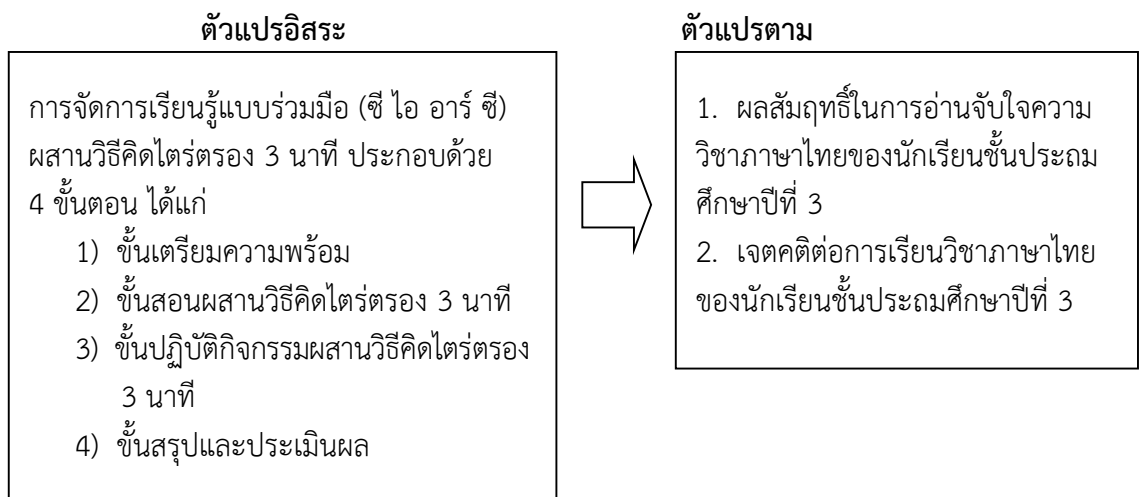 ตัวแปรอิสระ
การจัดการเรียนรู้แบบร่วมมือ (ซี ไอ อาร์ ซี)
ผสานวิธีคิดไตร่ตรอง 3 นาที ประกอบด้วย
4 ขั้นตอน ได้แก่
1) ขั้นเตรียมความพร้อม
2) ขั้นสอนผสานวิธีคิดไตร่ตรอง 3 นาที
3) ขั้นปฏิบัติกิจกรรมผสานวิธีคิดไตร่ตรอง
3 นาที
4) ขั้นสรุปและประเมินผล
ตัวแปรตาม
1. ผลสัมฤทธิ์ในการอ่านจับใจความ
วิชาภาษาไทยของนักเรียนชั้นประถม
ศึกษาปีที่ 3
2. เจตคติต่อการเรียนวิชาภาษาไทย
ของนักเรียนชั้นประถมศึกษาปีที่ 3